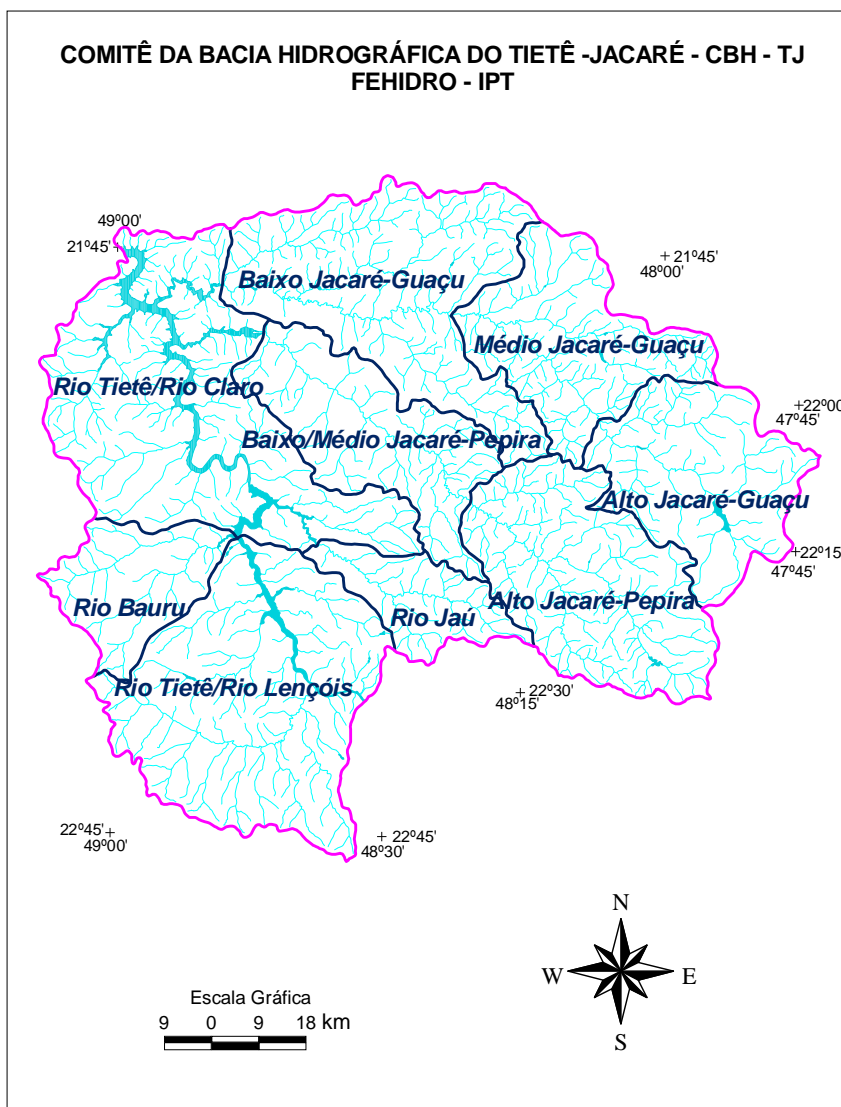 COMITÊ DA BACIA HIDROGRÁFICA DO TIETÊ -JACARÉ - CBH - TJ
FEHIDRO - IPT
49º00'
21º45' +
+ 21º45'
48º00'
Baixo Jacaré-Guaçu
Médio Jacaré-Guaçu
Rio Tietê/Rio Claro
+22º00'
47º45'
Baixo/Médio Jacaré-Pepira
Alto Jacaré-Guaçu
+22º15'
47º45'
Rio Bauru
Rio Jaú
Alto Jacaré-Pepira
Rio Tietê/Rio Lençóis
+ 22º30'
48º15'
22º45' +
49º00'
+ 22º45'
48º30'
N
W
E
S
Escala Gráfica
9 0 9 18 km